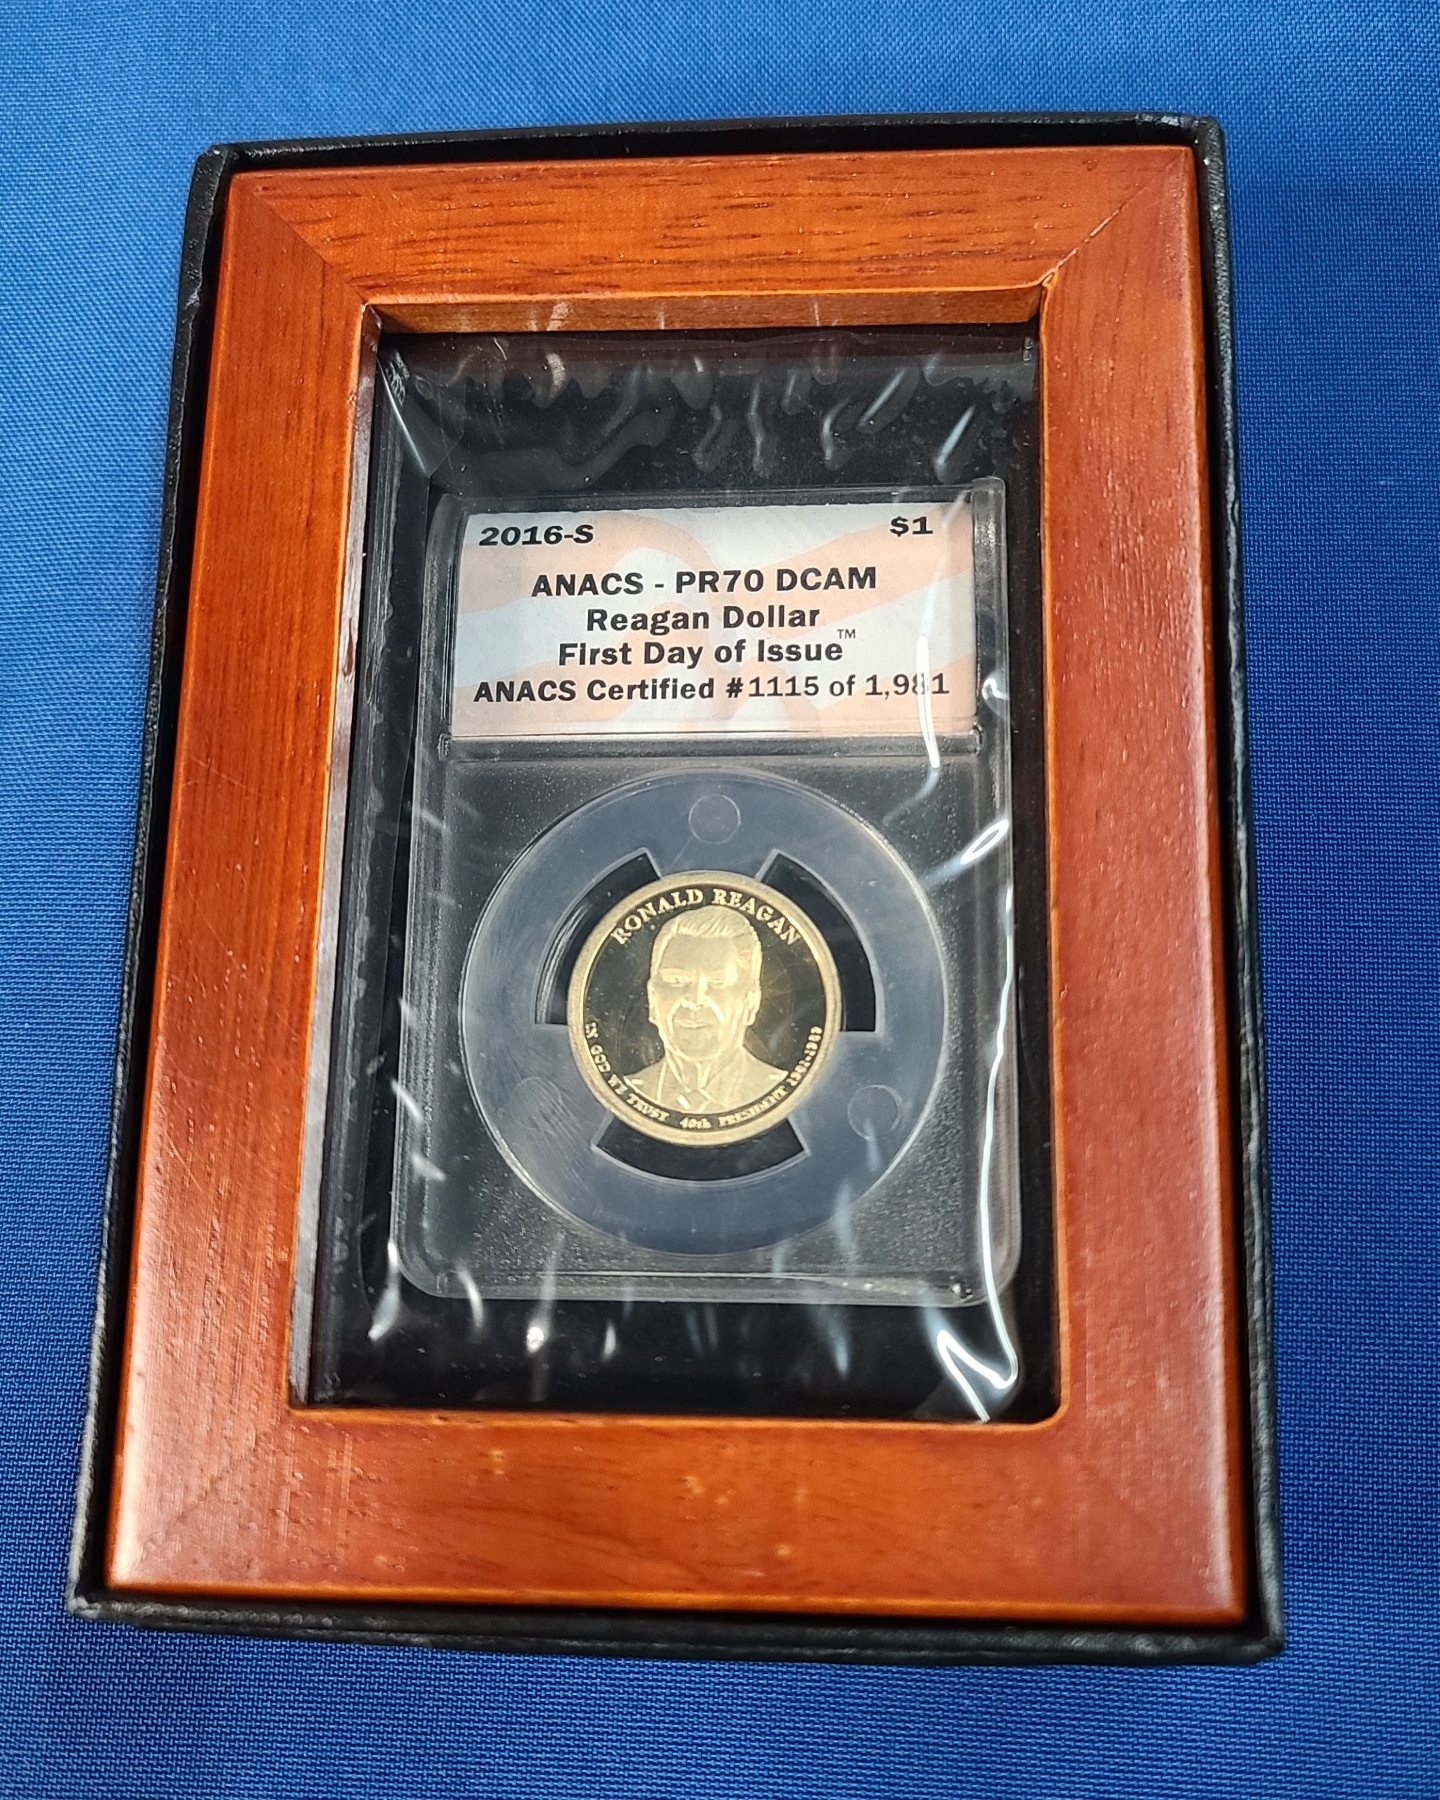 2016-S $1
ANACS - PR70 DCAM
Reagan Dollar
First Day of Issue™
ANACS Certified #1115 of 1,981
RONALD REAGAN
IN GOD WE TRUST 40th PRESIDENT 1981-1989